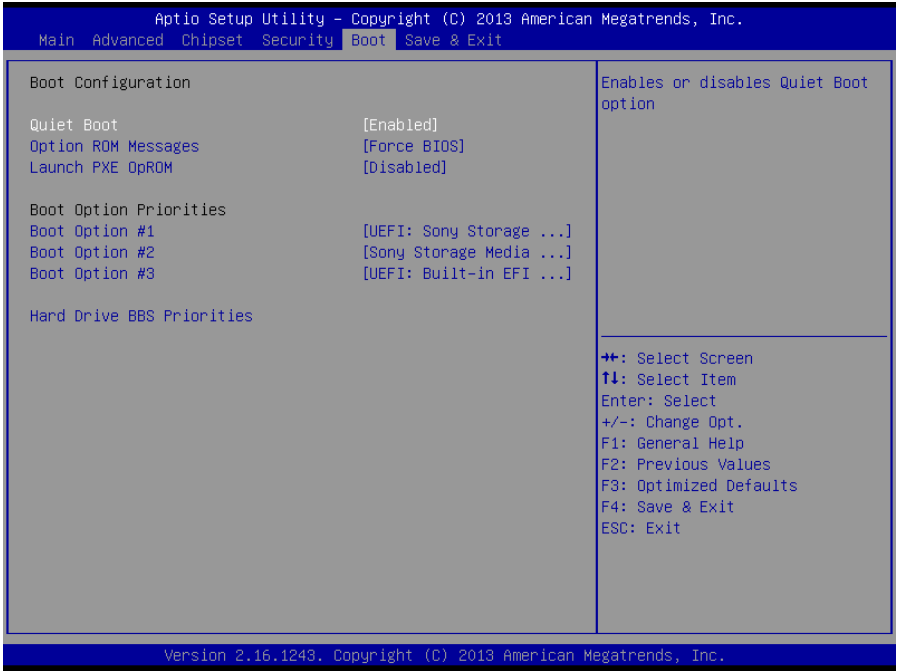 Aptio Setup Utility – Copyright (C) 2013 American Megatrends, Inc.
Main Advanced Chipset Security Boot Save & Exit
Boot Configuration
Quiet Boot [Enabled]
Option ROM Messages [Force BIOS]
Launch PXE OpROM [Disabled]
Boot Option Priorities
Boot Option #1 [UEFI: Sony Storage ...]
Boot Option #2 [Sony Storage Media ...]
Boot Option #3 [UEFI: Built-in EFI ...]
Hard Drive BBS Priorities
Enables or disables Quiet Boot
option
→←: Select Screen
↑↓: Select Item
Enter: Select
+/-: Change Opt.
F1: General Help
F2: Previous Values
F3: Optimized Defaults
F4: Save & Exit
ESC: Exit
Version 2.16.1243. Copyright (C) 2013 American Megatrends, Inc.